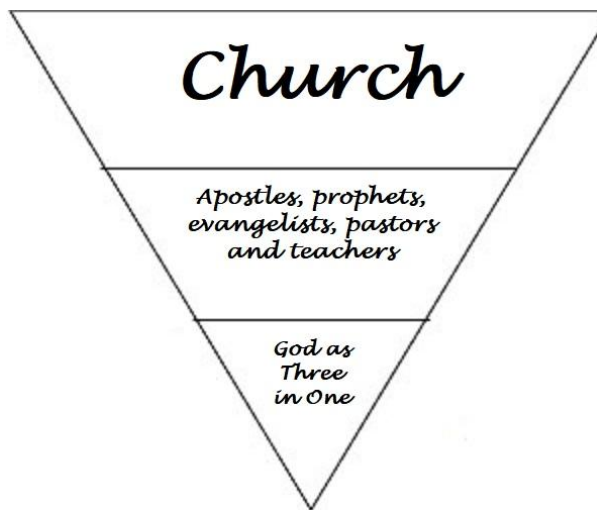 Church
Apostles, prophets,
evangelists, pastors
and teachers
God as
Three
in One